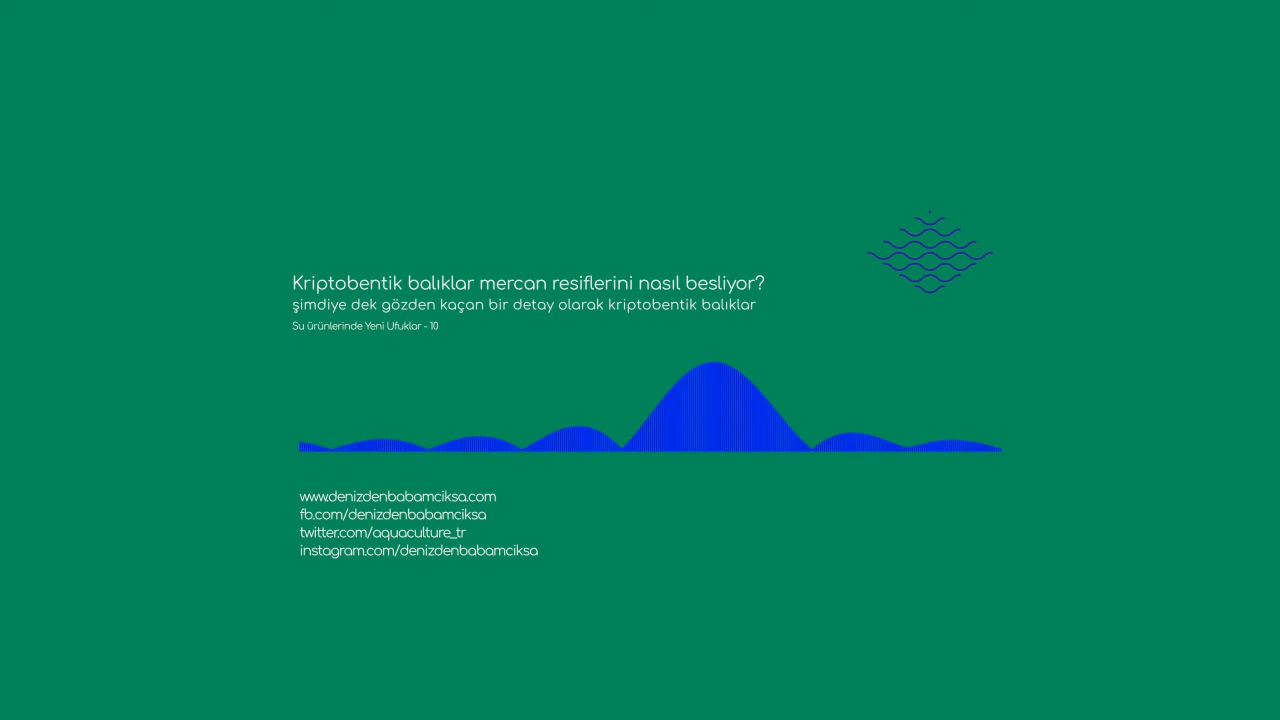 Kriptobentik balıklar mercan resiflerini nasıl besliyor?
şimdiye dek gözden kaçan bir detay olarak kriptobentik balıklar
Su ürünlerinde Yeni Ufuklar - 10
www.denizdenbabamciksa.com
fb.com/denizdenbabamciksa
twitter.com/aquaculture_tr
instagram.com/denizdenbabamciksa